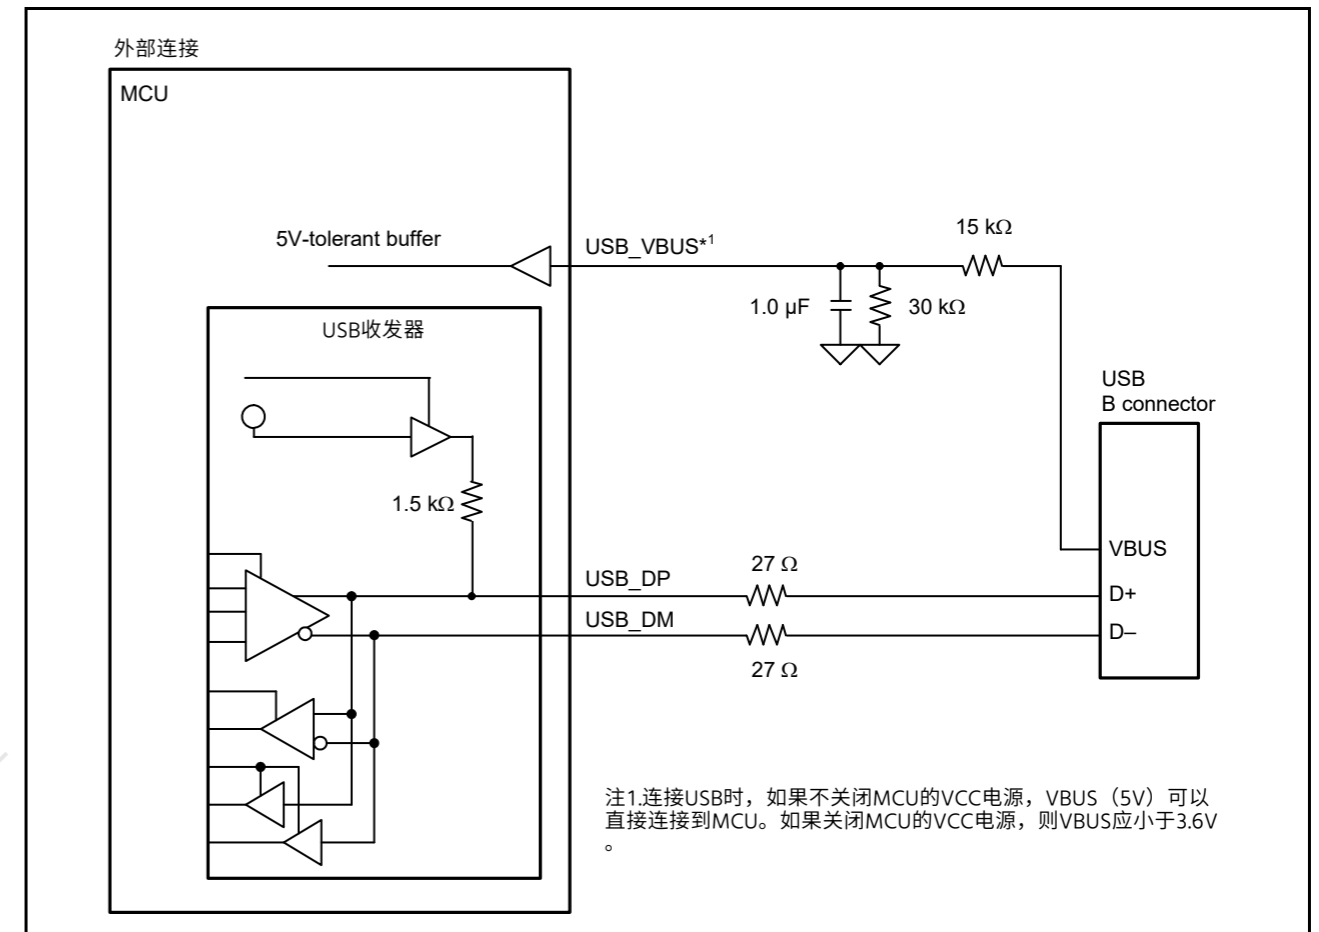 外部连接
MCU
5V-tolerant buffer
USB_VBUS*1
15 kΩ
1.0 μF
30 kΩ
USB收发器
USB
B connector
1.5 kΩ
VBUS
27 Ω
USB_DP
D+
USB_DM
D–
27 Ω
注1.连接USB时，如果不关闭MCU的VCC电源，VBUS（5V）可以
直接连接到MCU。如果关闭MCU的VCC电源，则VBUS应小于3.6V
。